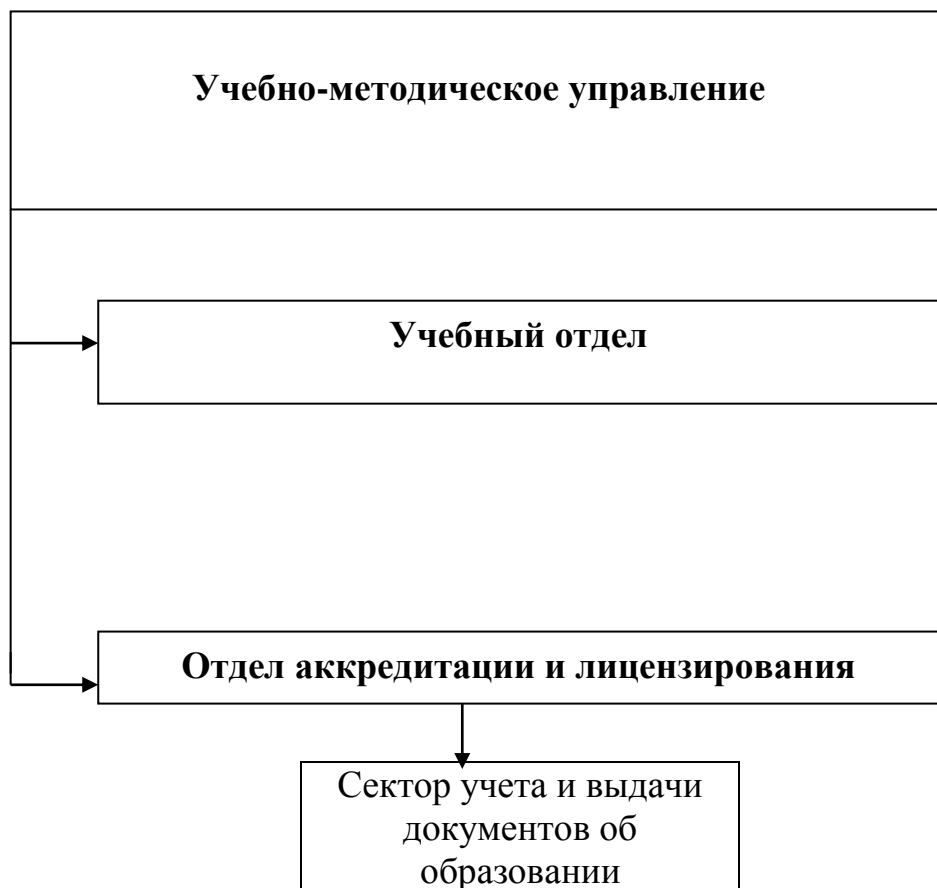 Учебно-методическое управление
Учебный отдел
Отдел аккредитации и лицензирования
Сектор учета и выдачи
документов об
образовании